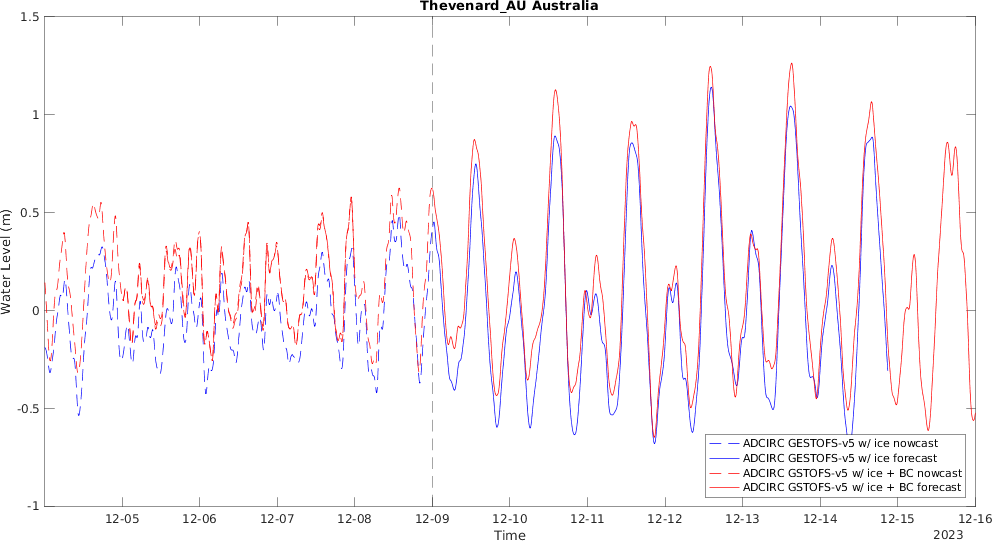 Thevenard_AU Australia
1.5
1
0.5
0
-0.5
-1
Water Level (m)
ADCIRC GESTOFS-v5 w/ ice nowcast
ADCIRC GESTOFS-v5 w/ ice forecast
ADCIRC GSTOFS-v5 w/ ice + BC nowcast
ADCIRC GSTOFS-v5 w/ ice + BC forecast
12-05 12-06 12-07 12-08 12-09 12-10 12-11 12-12 12-13 12-14 12-15 12-16
Time
2023